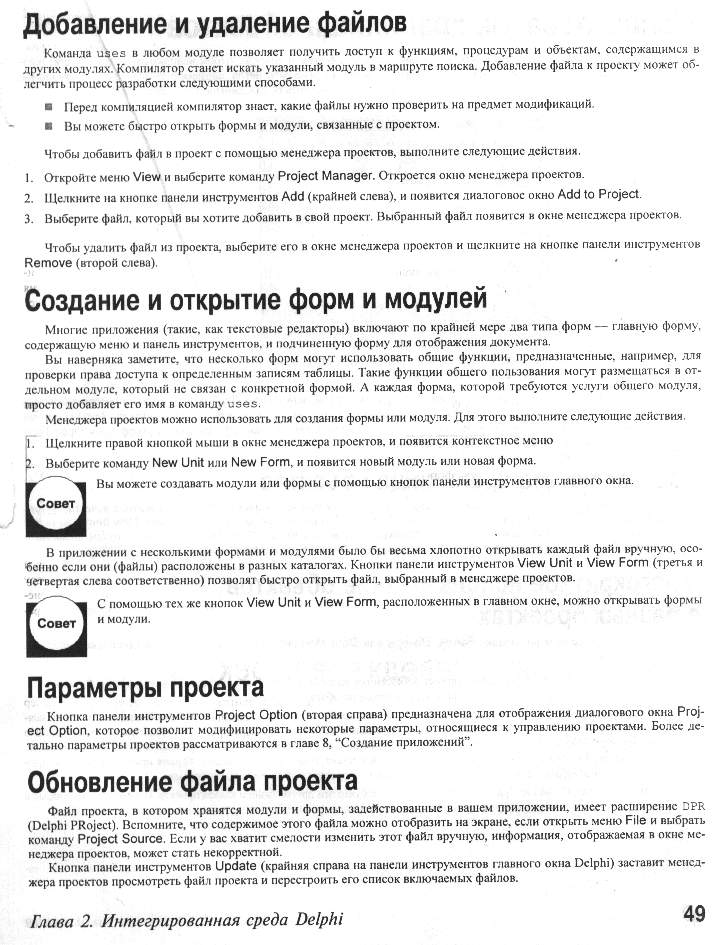 Добавление и удаление файлов
Команда uses в любом модуле позволяет получить доступ к функциям, процедурам и объектам, содержащимся в
других модулях. Компилятор станет искать указанный модуль в маршруте поиска. Добавление файла к проекту может об-
легчить процесс разработки следующими способами.
■ Перед компиляцией компилятор знает, какие файлы нужно проверить на предмет модификаций.
■ Вы можете быстро открыть формы и модули, связанные с проектом.
Чтобы добавить файл в проект с помощью менеджера проектов, выполните следующие действия.
1. Откройте меню View и выберите команду Project Manager. Откроется окно менеджера проектов.
2. Щелкните на кнопке панели инструментов Add (крайней слева), и появится диалоговое окно Add to Project.
3. Выберите файл, который вы хотите добавить в свой проект. Выбранный файл появится в окне менеджера проектов.
Чтобы удалить файл из проекта, выберите его в окне менеджера проектов и щелкните на кнопке панели инструментов
Remove (второй слева).
Создание и открытие форм и модулей
Многие приложения (такие, как текстовые редакторы) включают по крайней мере два типа форм — главную форму,
содержащую меню и панель инструментов, и подчиненную форму для отображения документа.
Вы наверняка заметите, что несколько форм могут использовать общие функции, предназначенные, например, для
проверки права доступа к определенным записям таблицы. Такие функции общего пользования могут размещаться в от-
дельном модуле, который не связан с конкретной формой. А каждая форма, которой требуются услуги общего модуля,
просто добавляет его имя в команду uses.
Менеджера проектов можно использовать для создания формы или модуля. Для этого выполните следующие действия.
1. Щелкните правой кнопкой мыши в окне менеджера проектов, и появится контекстное меню
2. Выберите команду New Unit или New Form, и появится новый модуль или новая форма.
Вы можете создавать модули или формы с помощью кнопок панели инструментов главного окна.
Совет
В приложении с несколькими формами и модулями было бы весьма хлопотно открывать каждый файл вручную, осо-
бенно если они (файлы) расположены в разных каталогах. Кнопки панели инструментов View Unit и View Form (третья и
четвертая слева соответственно) позволят быстро открыть файл, выбранный в менеджере проектов.
С помощью тех же кнопок View Unit и View Form, расположенных в главном окне, можно открывать формы
и модули.
Совет
Параметры проекта
Кнопка панели инструментов Project Option (вторая справа) предназначена для отображения диалогового окна Proj-
ect Option, которое позволит модифицировать некоторые параметры, относящиеся к управлению проектами. Более де-
тально параметры проектов рассматриваются в главе 8, “Создание приложений”.
Обновление файла проекта
Файл проекта, в котором хранятся модули и формы, задействованные в вашем приложении, имеет расширение DPR
(Delphi PRoject). Вспомните, что содержимое этого файла можно отобразить на экране, если открыть меню File и выбрать
команду Project Source. Если у вас хватит смелости изменить этот файл вручную, информация, отображаемая в окне ме-
неджера проектов, может стать некорректной.
Кнопка панели инструментов Update (крайняя справа на панели инструментов главного окна Delphi) заставит менед-
жера проектов просмотреть файл проекта и перестроить его список включаемых файлов.
Глава 2. Интегрированная среда Delphi 49